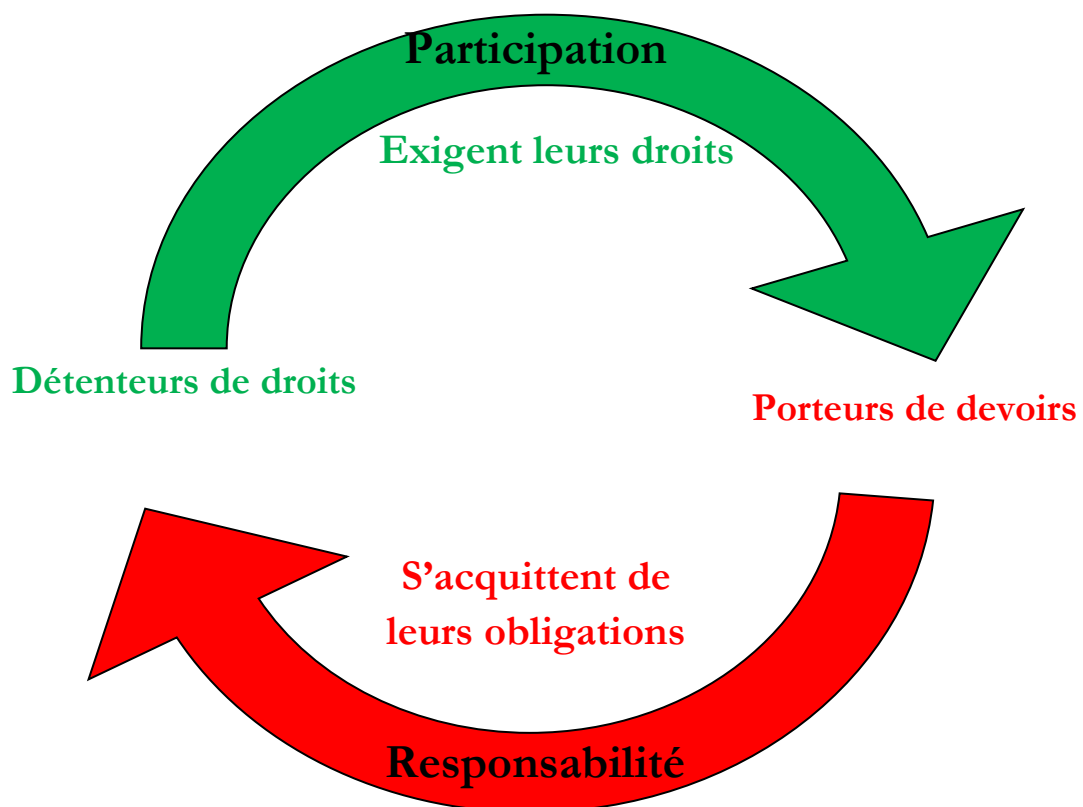 Participation
Exigent leurs droits
Détenteurs de droits
Porteurs de devoirs
S’acquittent de
leurs obligations
Responsabilité